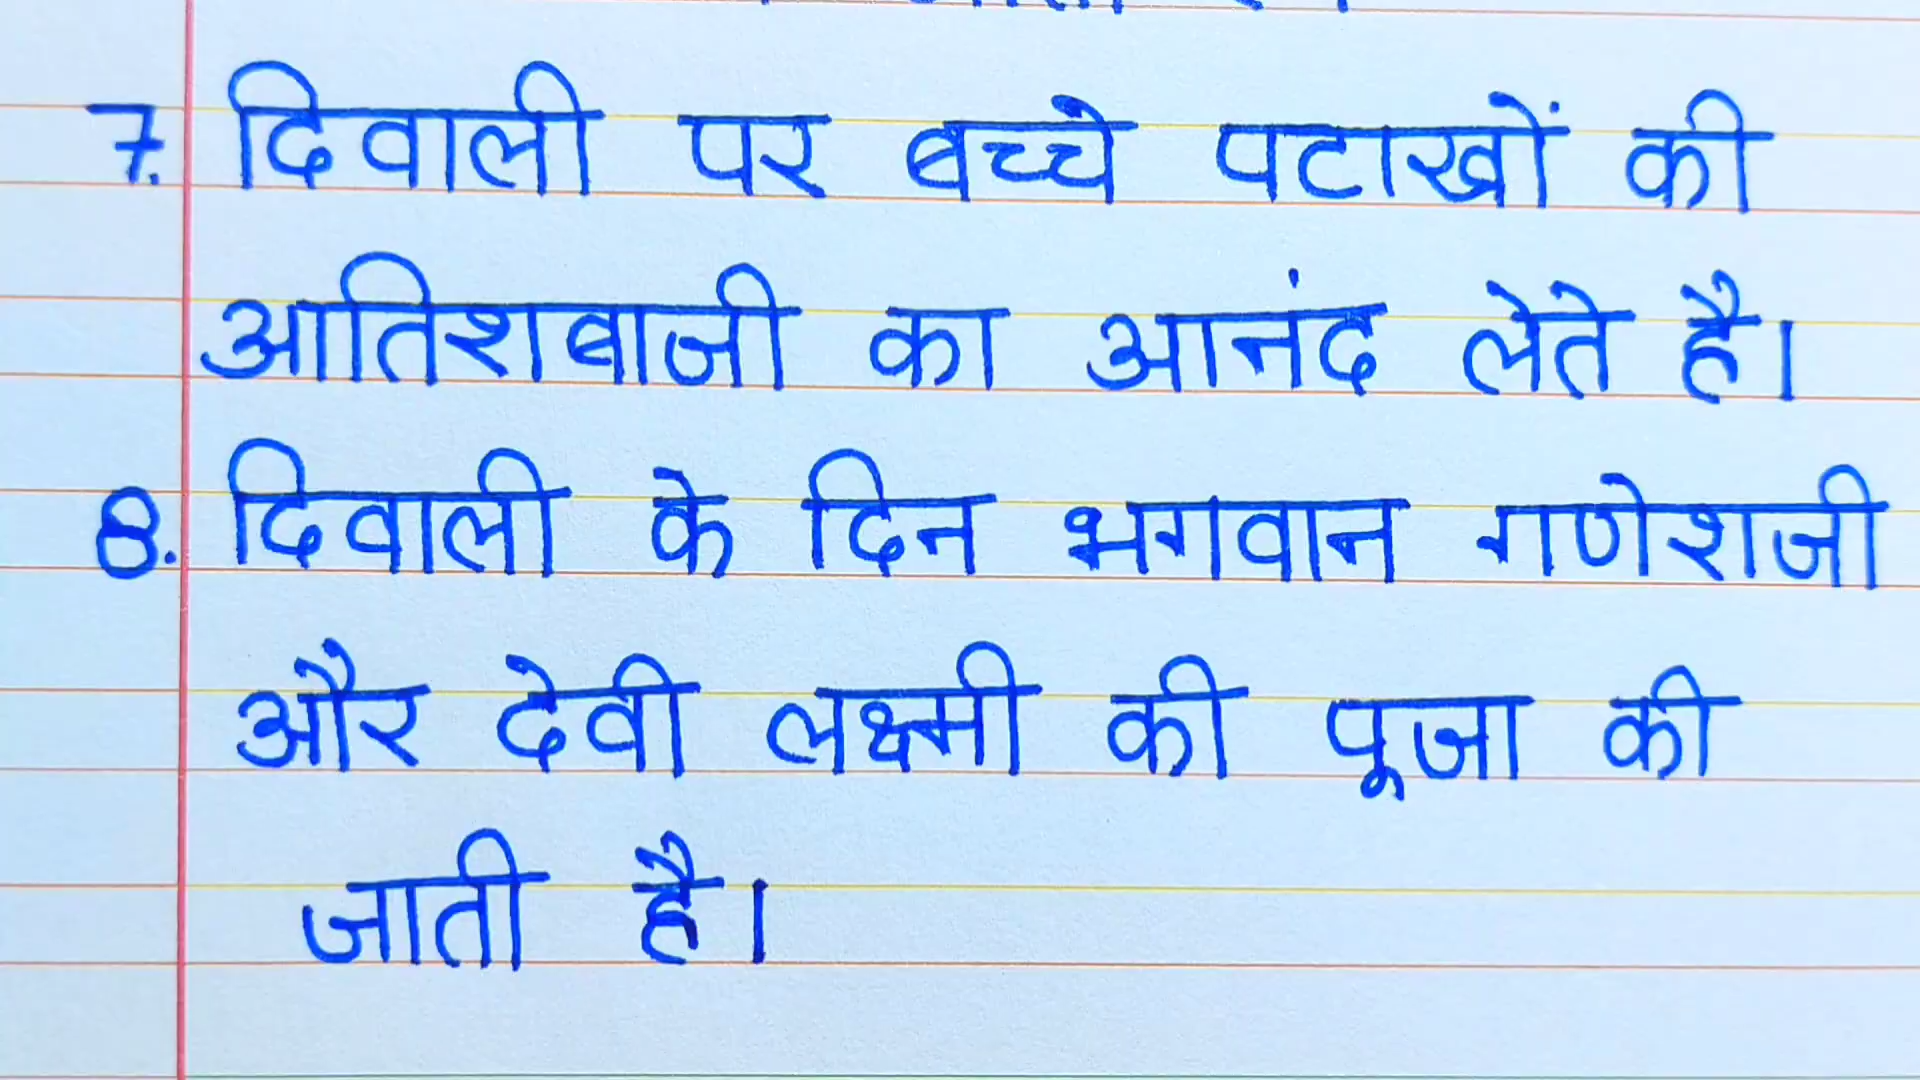 7. दिवाली पर बच्चे पटाखों की
आतिशबाजी का आनंद लेते है।
8. दिवाली के दिन भगवान गणेशजी
और देवी लक्ष्मी की पूजा की
जाती है।